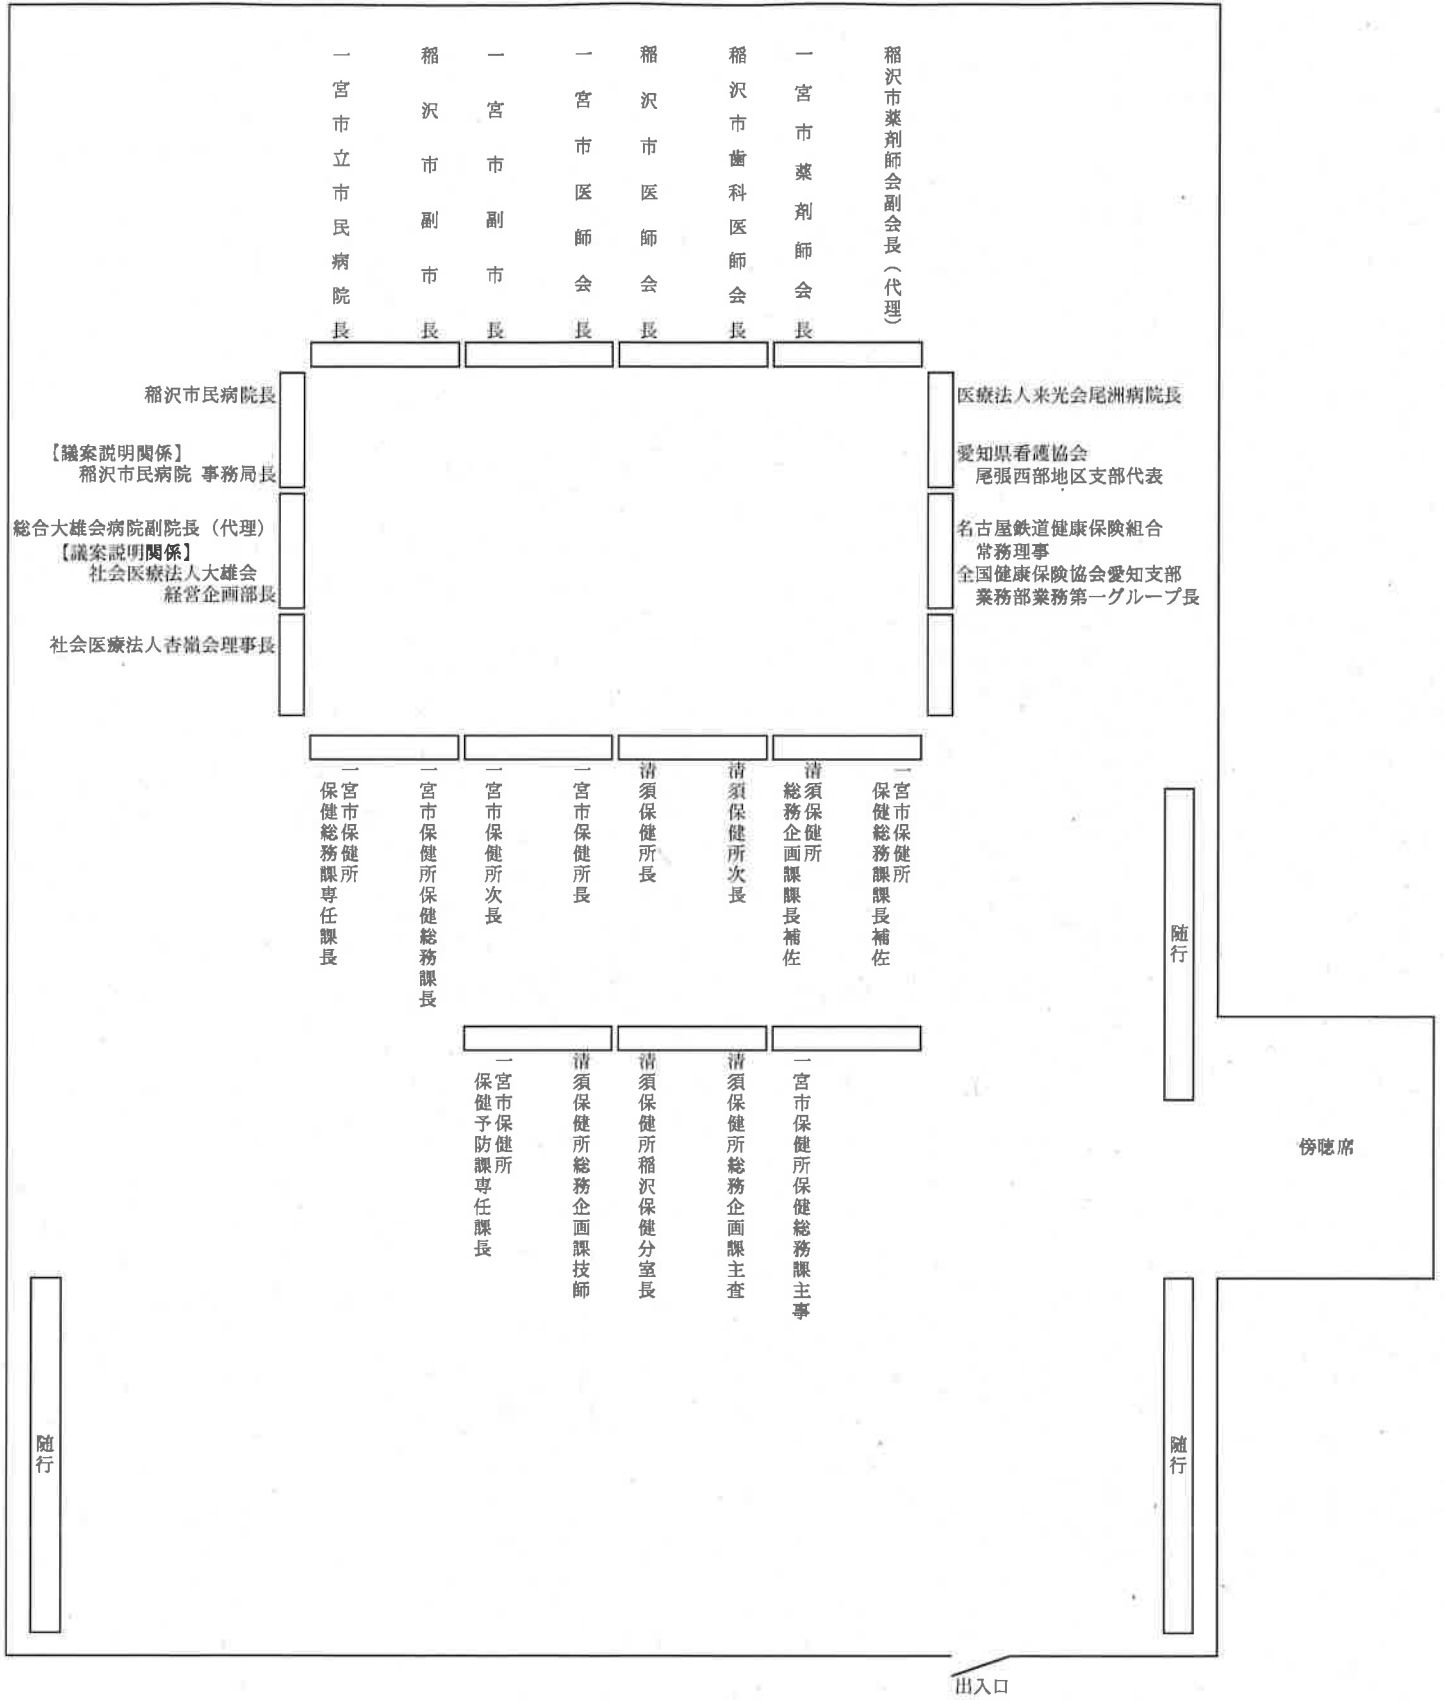 一宮市立市民病院長
稲沢市副市長
一宮市副市長
一宮市医師会長
稲沢市医師会長
稲沢市歯科医師会長
一宮市薬剤師会長
稲沢市薬剤師会副会長（代理）
稲沢市民病院長
【議案説明関係】
稲沢市民病院 事務局長
総合大雄会病院副院長（代理）
【議案説明関係】
社会医療法人大雄会
経営企画部長
社会医療法人杏嶺会理事長
医療法人来光会尾洲病院長
愛知県看護協会
尾張西部地区支部代表
名古屋鉄道健康保険組合
常務理事
全国健康保険協会愛知支部
業務部業務第一グループ長
一宮市保健所
保健総務課専任課長
一宮市保健所保健総務課長
一宮市保健所次長
一宮市保健所長
清須保健所長
清須保健所次長
清須保健所
総務企画課課長補佐
一宮市保健所
保健総務課課長補佐
一宮市保健所
保健予防課専任課長
清須保健所総務企画課技師
清須保健所稲沢保健分室長
清須保健所総務企画課主査
一宮市保健所保健総務課主事
随行
傍聴席
随行
随行
出入口